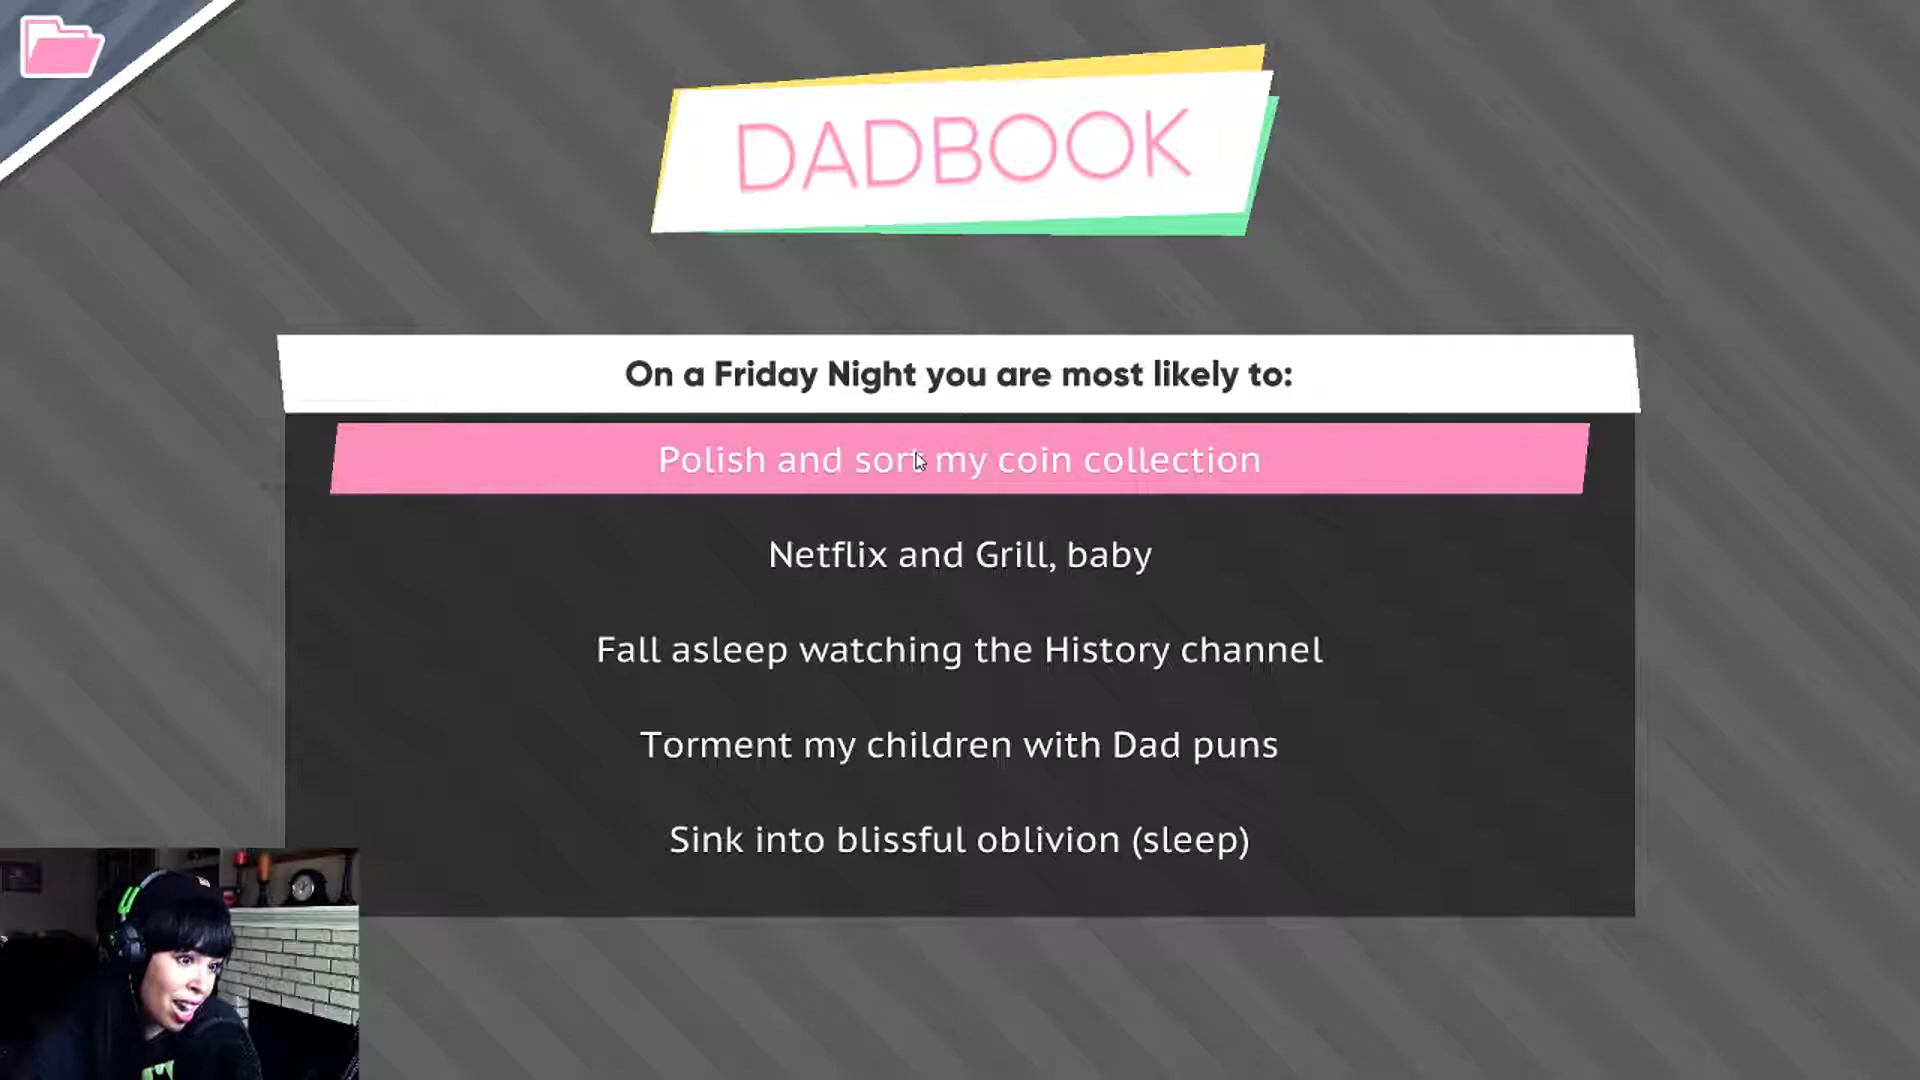 DADBOOK
On a Friday Night you are most likely to:
Polish and sort my coin collection
Netflix and Grill, baby
Fall asleep watching the History channel
Torment my children with Dad puns
Sink into blissful oblivion (sleep)